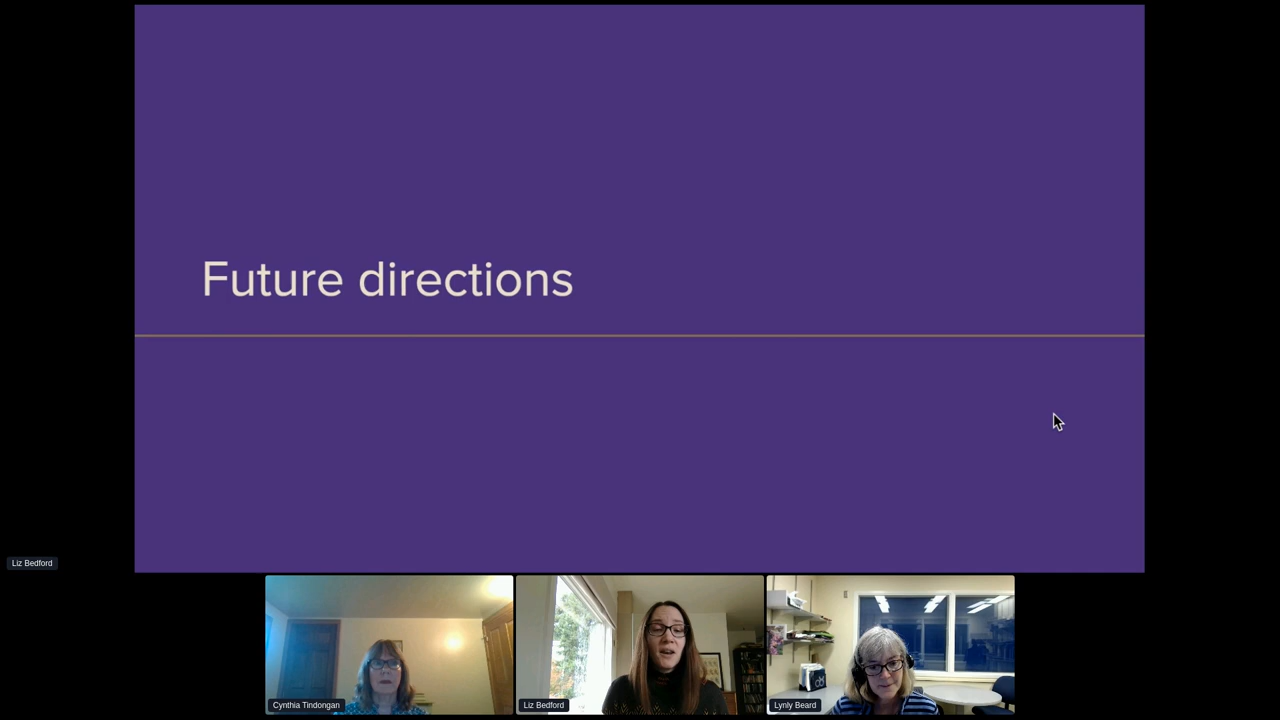 Future directions
Liz Bedford
Cynthia Tindongan
Liz Bedford
Lynly Beard